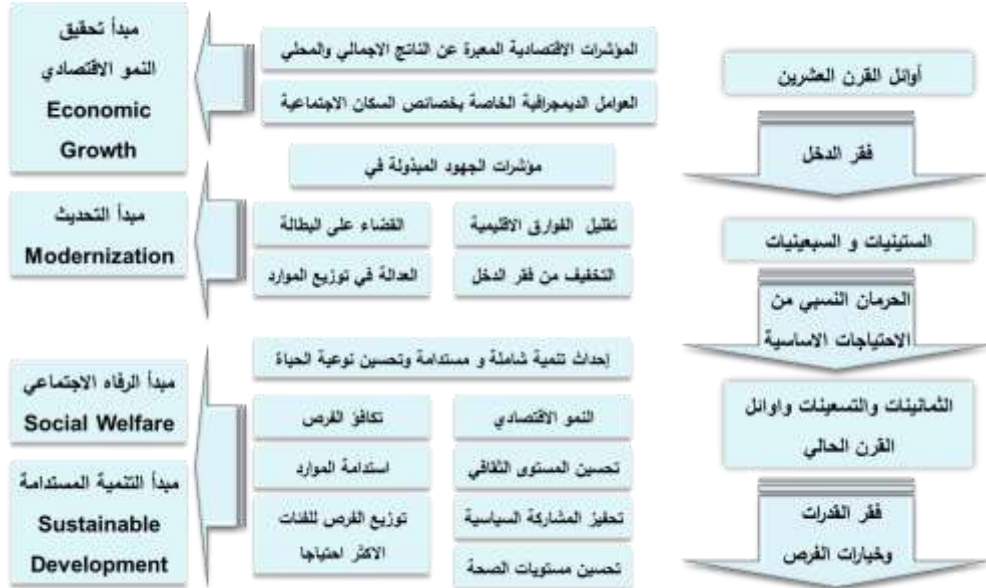 أوائل القرن العشرين
فقر الدخل
الستينيات و السبعينيات
الحرمان النسبي من
الاحتياجات الاساسية
الثمانينات والتسعينات واوائل
القرن الحالي
فقر القدرات
وخيارات الفرص
المؤشرات الاقتصادية المعبرة عن الناتج الاجمالي والمحلي
العوامل الديمجرافية الخاصة بخصائص السكان الاجتماعية
مؤشرات الجهود المبذولة في
تقليل الفوارق الاقليمية
القضاء على البطالة
التخفيف من فقر الدخل
العدالة في توزيع الموارد
إحداث تنمية شاملة و مستدامة وتحسين نوعية الحياة
النمو الاقتصادي
تكافؤ الفرص
تحسين المستوى الثقافي
استدامة الموارد
تحفيز المشاركة السياسية
توزيع الفرص للفئات
الاكثر احتياجا
تحسين مستويات الصحة
مبدأ تحقيق
النمو الاقتصادي
Economic
Growth
مبدأ التحديث
Modernization
مبدأ الرفاه الاجتماعي
Social Welfare
مبدأ التنمية المستدامة
Sustainable
Development